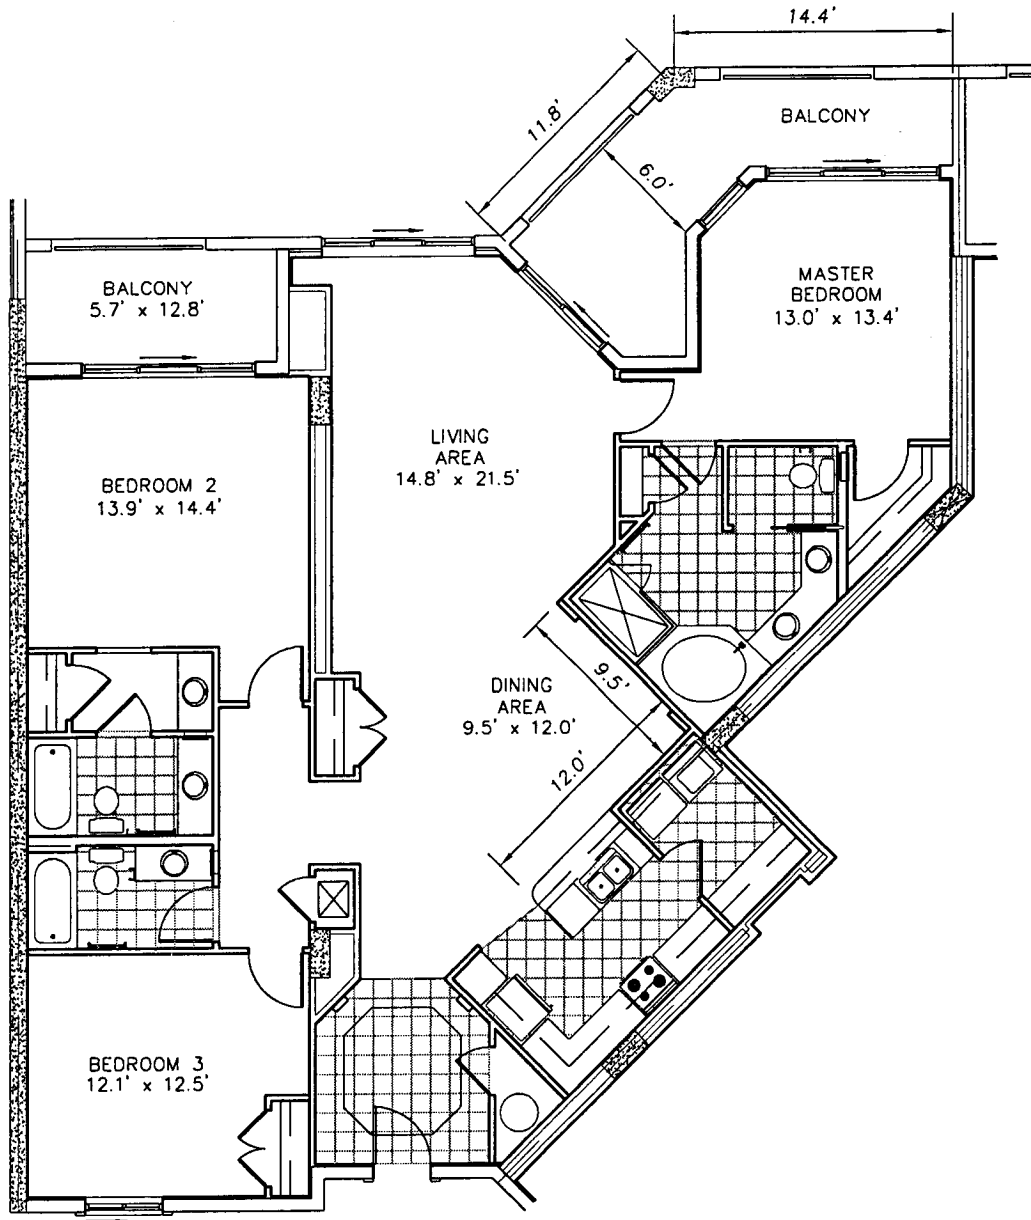 14.4'
BALCONY
11.8'
6.0'
BALCONY
5.7' x 12.8'
MASTER
BEDROOM
13.0' x 13.4'
LIVING
AREA
14.8' x 21.5'
BEDROOM 2
13.9' x 14.4'
9.5'
DINING
AREA
9.5' x 12.0'
12.0'
BEDROOM 3
12.1' x 12.5'